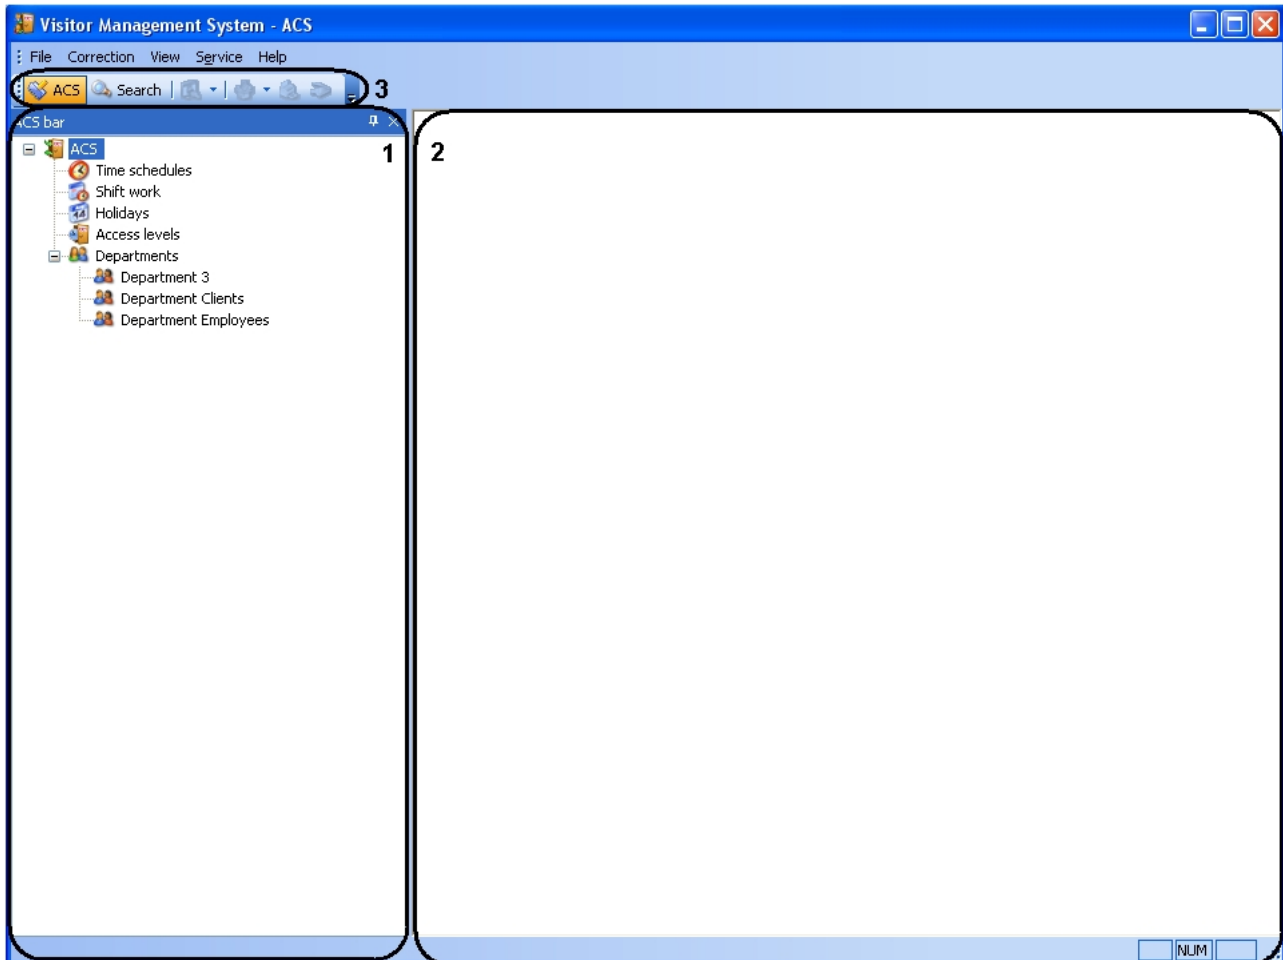 Visitor Management System - ACS
File Correction View Service Help
ACS Search 3
ACS bar
1 2
ACS
Time schedules
Shift work
Holidays
Access levels
Departments
Department 3
Department Clients
Department Employees
NUM